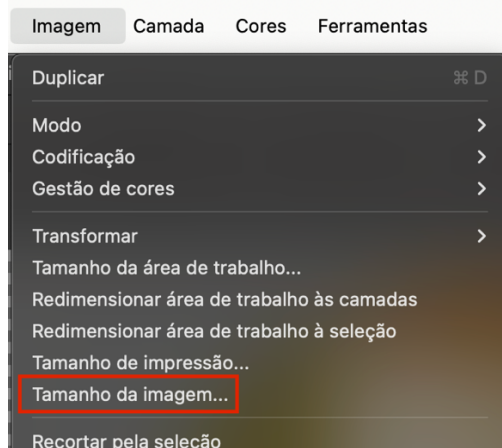 Imagem Camada Cores Ferramentas
Duplicar ⌘ D
Modo
Codificação
Gestão de cores
Transformar
Tamanho da área de trabalho...
Redimensionar área de trabalho às camadas
Redimensionar área de trabalho à seleção
Tamanho de impressão...
Tamanho da imagem...
Recortar pela seleção